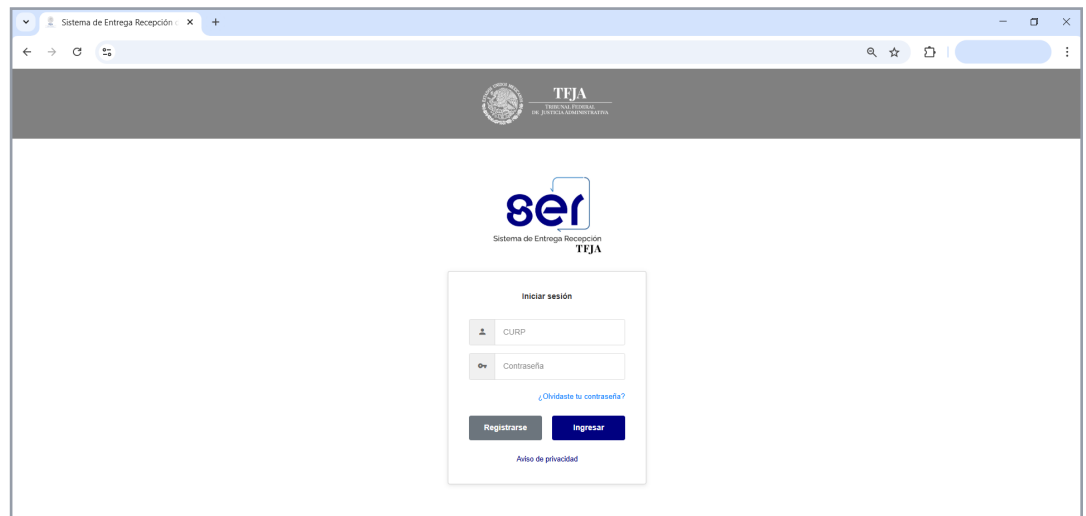 Sistema de Entrega Recepción
TFJA
TRIBUNAL FEDERAL
DE JUSTICIA ADMINISTRATIVA
ser
Sistema de Entrega Recepción
TFJA
Iniciar sesión
CURP
Contraseña
¿Olvidaste tu contraseña?
Registrarse
Ingresar
Aviso de privacidad